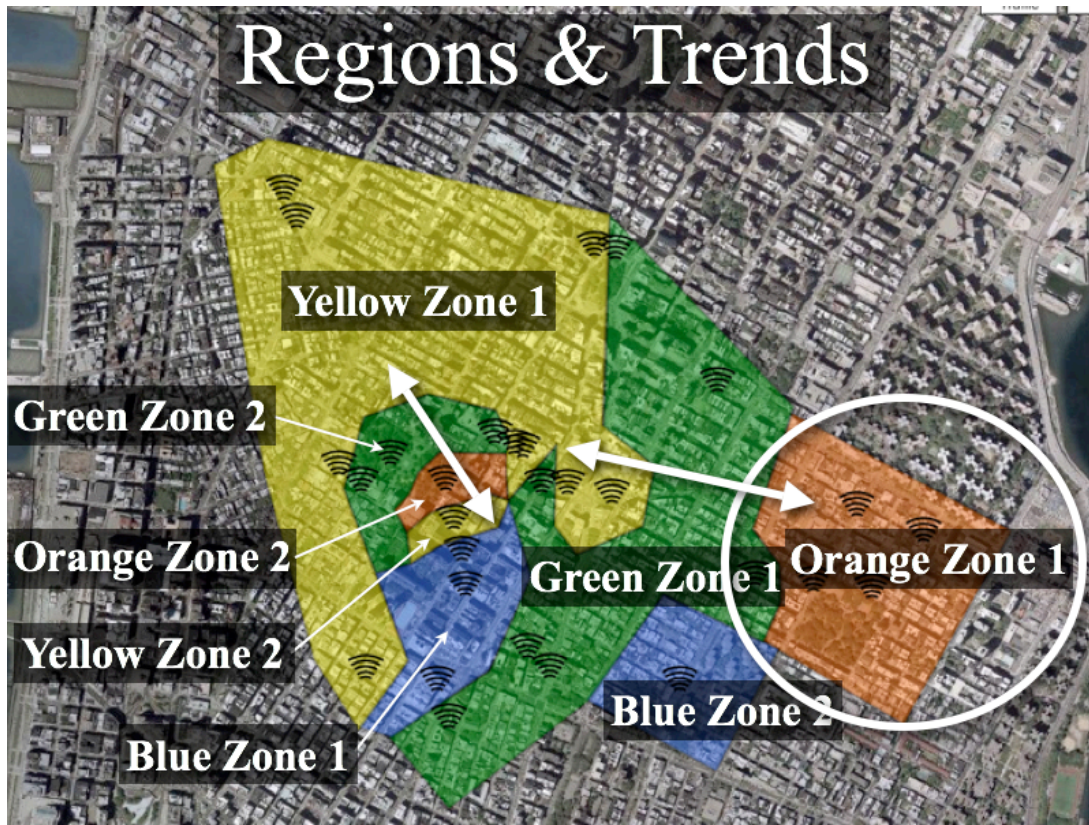 Regions & Trends
Yellow Zone 1
Green Zone 2
Orange Zone 2
Orange Zone 1
Green Zone 1
Yellow Zone 2
Blue Zone 2
Blue Zone 1